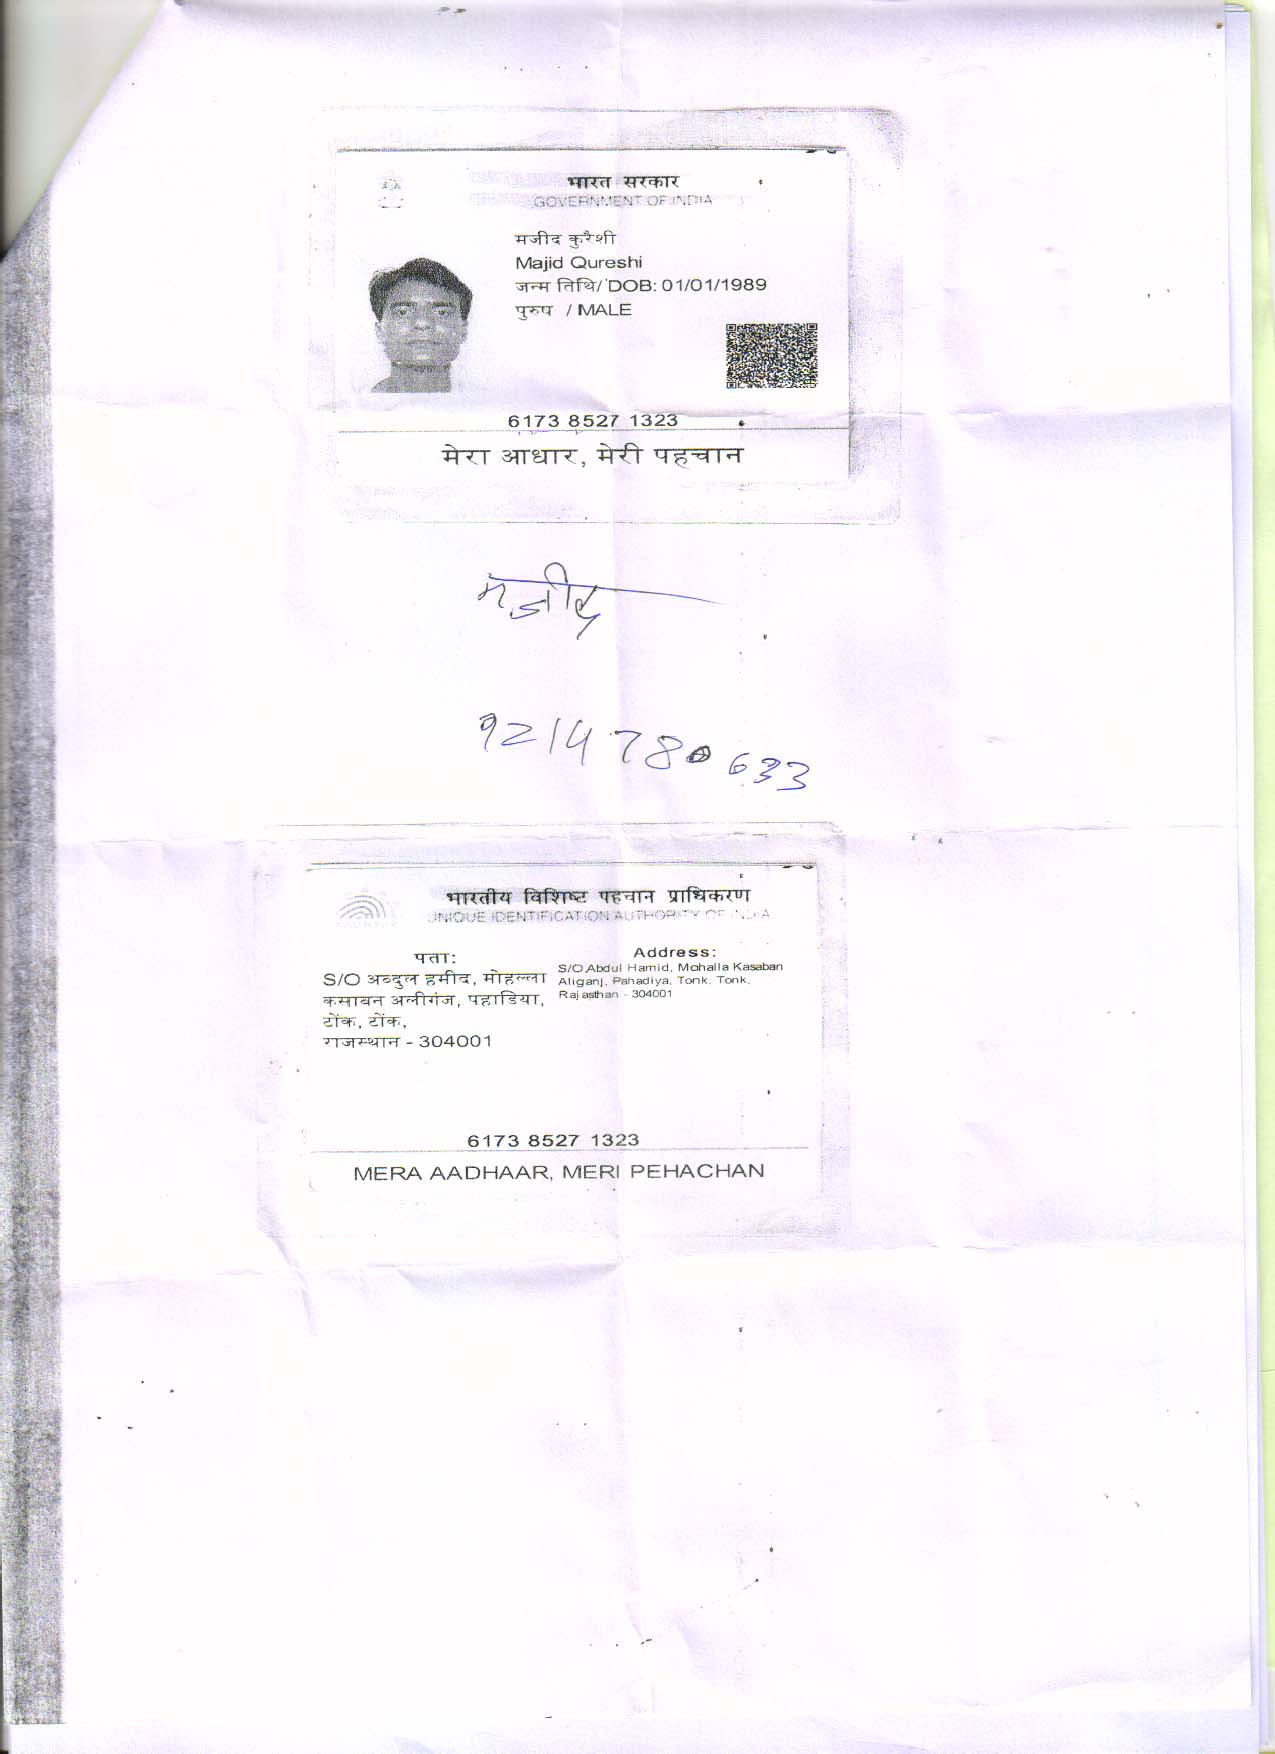 भारत सरकार
GOVERNMENT OF INDIA
मजीद कुरैशी
Majid Qureshi
जन्म तिथि/ DOB: 01/01/1989
पुरुष / MALE
6173 8527 1323
मेरा आधार, मेरी पहचान
मजीद
9214780633
भारतीय विशिष्ट पहचान प्राधिकरण
UNIQUE IDENTIFICATION AUTHORITY OF INDIA
पता:
S/O अब्दुल हमीद, मोहल्ला
कसाबन अलीगंज, पहाडिया,
टोंक, टोंक,
राजस्थान - 304001
Address:
S/O,Abdul Hamid, Mohalla Kasaban
Aliganj, Pahadiya, Tonk, Tonk,
Rajasthan - 304001
6173 8527 1323
MERA AADHAAR, MERI PEHACHAN